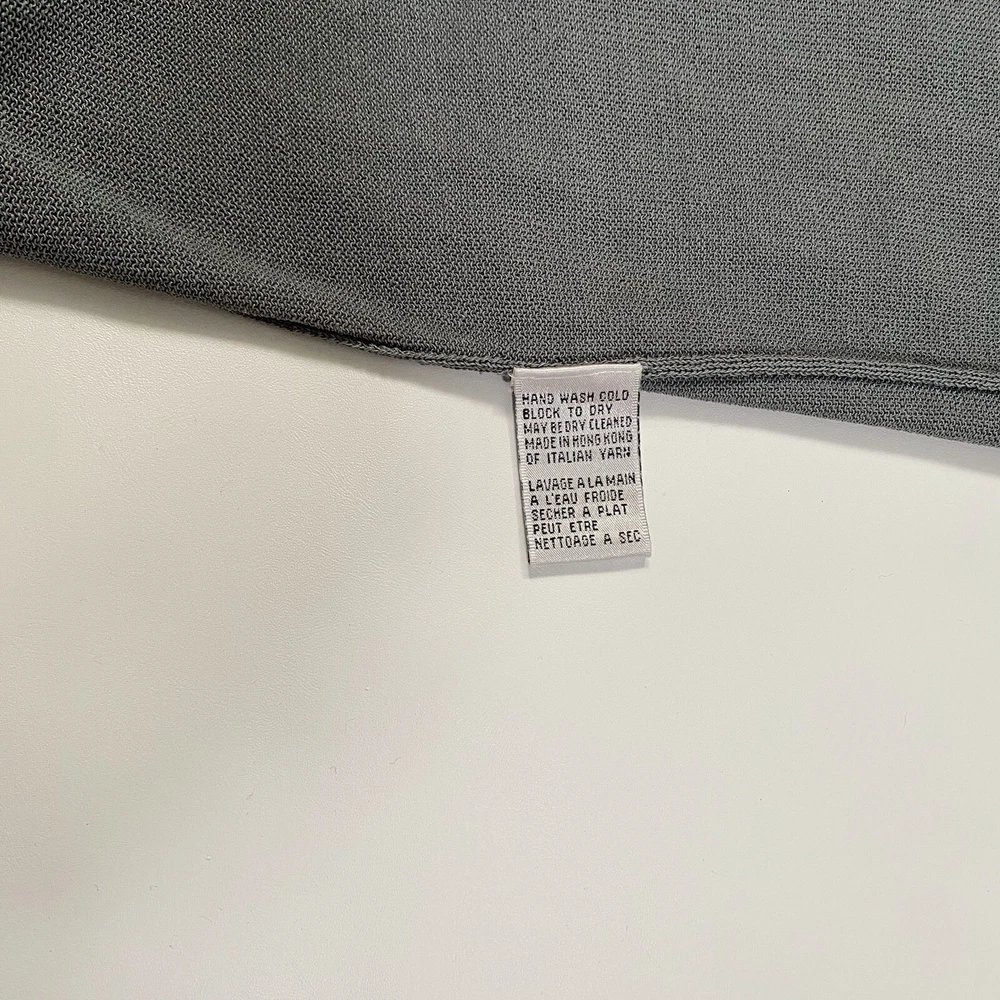 HAND WASH COLD
BLOCK TO DRY
MAY BE DRY CLEANED
MADE IN HONG KONG
OF ITALIAN YARN
LAVAGE A LA MAIN
A L'EAU FROIDE
SECHER A PLAT
PEUT ETRE
NETTOAGE A SEC